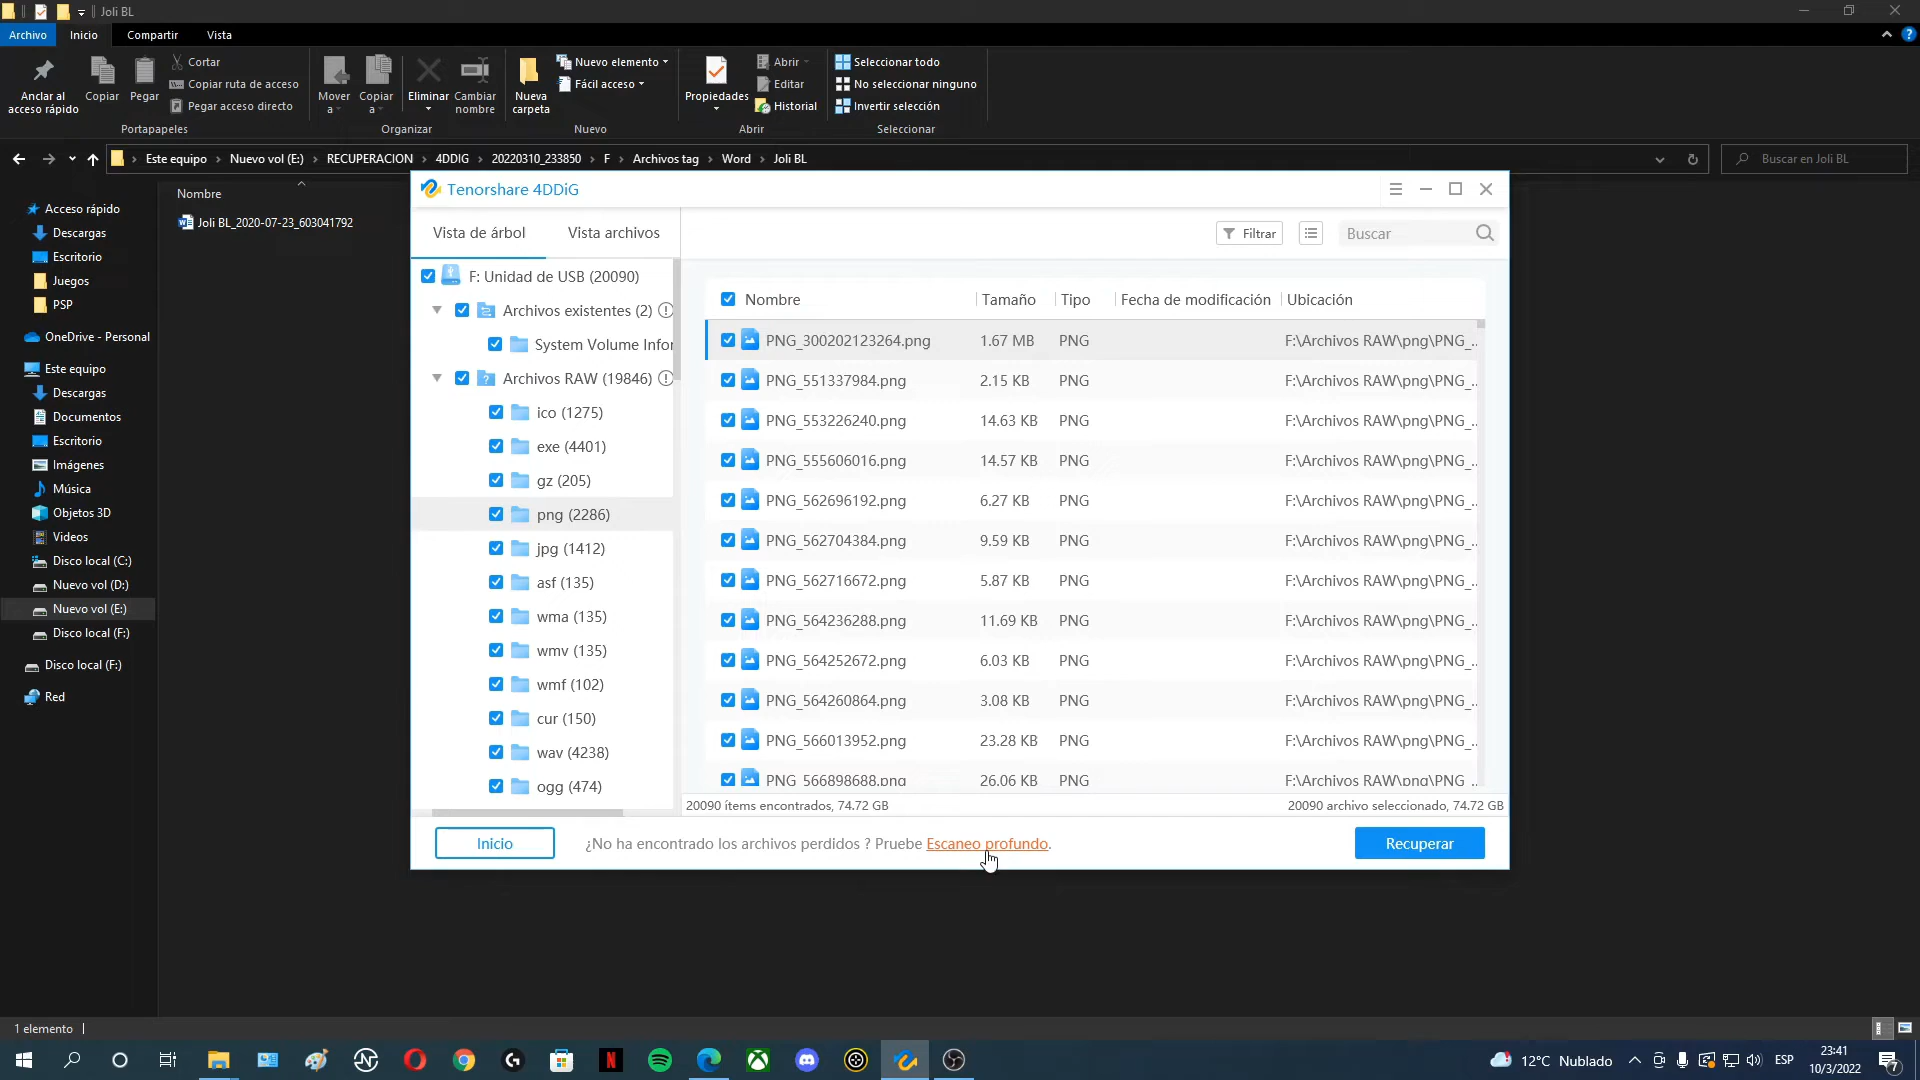 Joli BL
Archivo Inicio Compartir Vista
Anclar al acceso rápido
Copiar
Pegar
Cortar
Copiar ruta de acceso
Pegar acceso directo
Portapapeles
Mover a
Copiar a
Eliminar
Cambiar nombre
Organizar
Nueva carpeta
Nuevo elemento
Fácil acceso
Nuevo
Propiedades
Abrir
Editar
Historial
Abrir
Seleccionar todo
No seleccionar ninguno
Invertir selección
Seleccionar
Este equipo > Nuevo vol (E:) > RECUPERACION > 4DDIG > 20220310_233850 > F > Archivos tag > Word > Joli BL
Buscar en Joli BL
Acceso rápido
Descargas
Escritorio
Juegos
PSP
OneDrive - Personal
Este equipo
Descargas
Documentos
Escritorio
Imágenes
Música
Objetos 3D
Videos
Disco local (C:)
Nuevo vol (D:)
Nuevo vol (E:)
Disco local (F:)
Disco local (F:)
Red
Nombre
Joli BL_2020-07-23_603041792
Tenorshare 4DDiG
Vista de árbol Vista archivos
Filtrar
Buscar
F: Unidad de USB (20090)
Archivos existentes (2)
System Volume Infor
Archivos RAW (19846)
ico (1275)
exe (4401)
gz (205)
png (2286)
jpg (1412)
asf (135)
wma (135)
wmv (135)
wmf (102)
cur (150)
wav (4238)
ogg (474)
Nombre Tamaño Tipo Fecha de modificación Ubicación
PNG_300202123264.png 1.67 MB PNG F:\Archivos RAW\png\PNG_..
PNG_551337984.png 2.15 KB PNG F:\Archivos RAW\png\PNG_..
PNG_553226240.png 14.63 KB PNG F:\Archivos RAW\png\PNG_..
PNG_555606016.png 14.57 KB PNG F:\Archivos RAW\png\PNG_..
PNG_562696192.png 6.27 KB PNG F:\Archivos RAW\png\PNG_..
PNG_562704384.png 9.59 KB PNG F:\Archivos RAW\png\PNG_..
PNG_562716672.png 5.87 KB PNG F:\Archivos RAW\png\PNG_..
PNG_564236288.png 11.69 KB PNG F:\Archivos RAW\png\PNG_..
PNG_564252672.png 6.03 KB PNG F:\Archivos RAW\png\PNG_..
PNG_564260864.png 3.08 KB PNG F:\Archivos RAW\png\PNG_..
PNG_566013952.png 23.28 KB PNG F:\Archivos RAW\png\PNG_..
PNG_566898688.png 26.06 KB PNG F:\Archivos RAW\png\PNG_..
20090 ítems encontrados, 74.72 GB
20090 archivo seleccionado, 74.72 GB
Inicio
¿No ha encontrado los archivos perdidos ? Pruebe Escaneo profundo.
Recuperar
1 elemento
12°C Nublado
ESP
23:41
10/3/2022
7